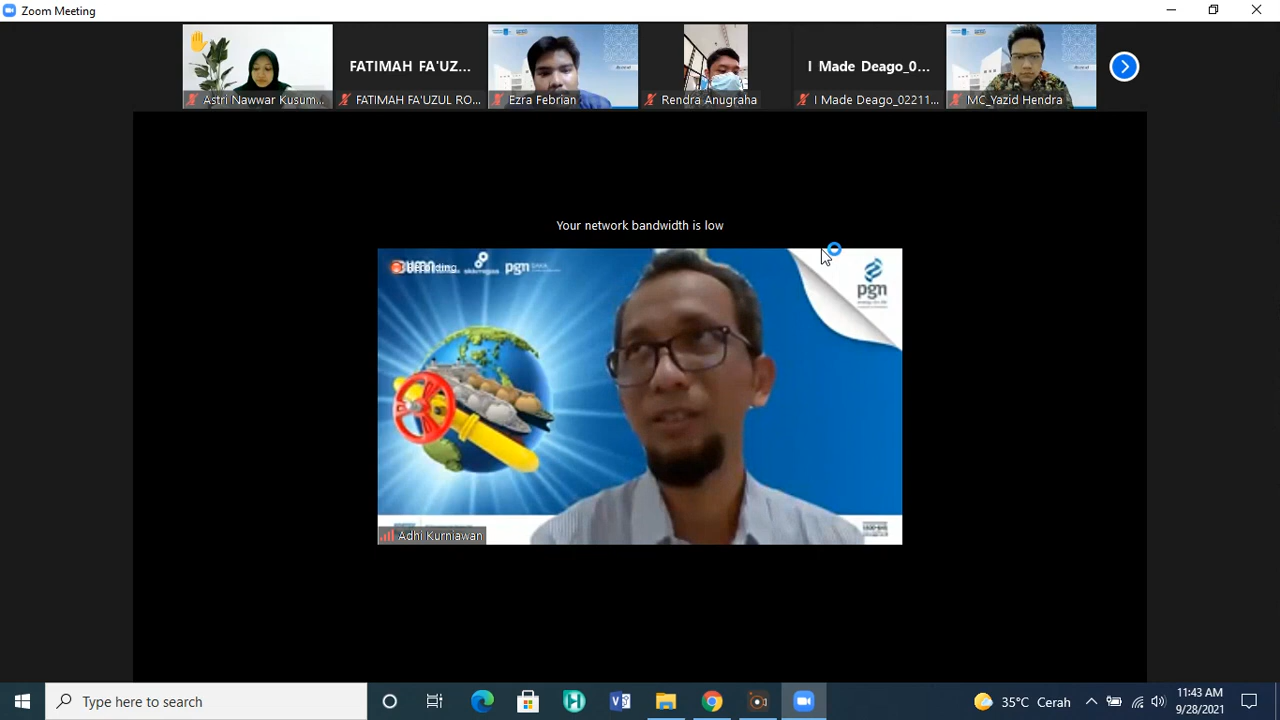 Zoom Meeting
FATIMAH FA'UZ...
I Made Deago_0...
Astri Nawwar Kusum...
FATIMAH FA'UZUL RO...
Ezra Febrian
Rendra Anugraha
I Made Deago_02211...
MC_Yazid Hendra
Your network bandwidth is low
pgn
pgn
Adhi Kurniawan
Type here to search
35°C Cerah
11:43 AM
9/28/2021